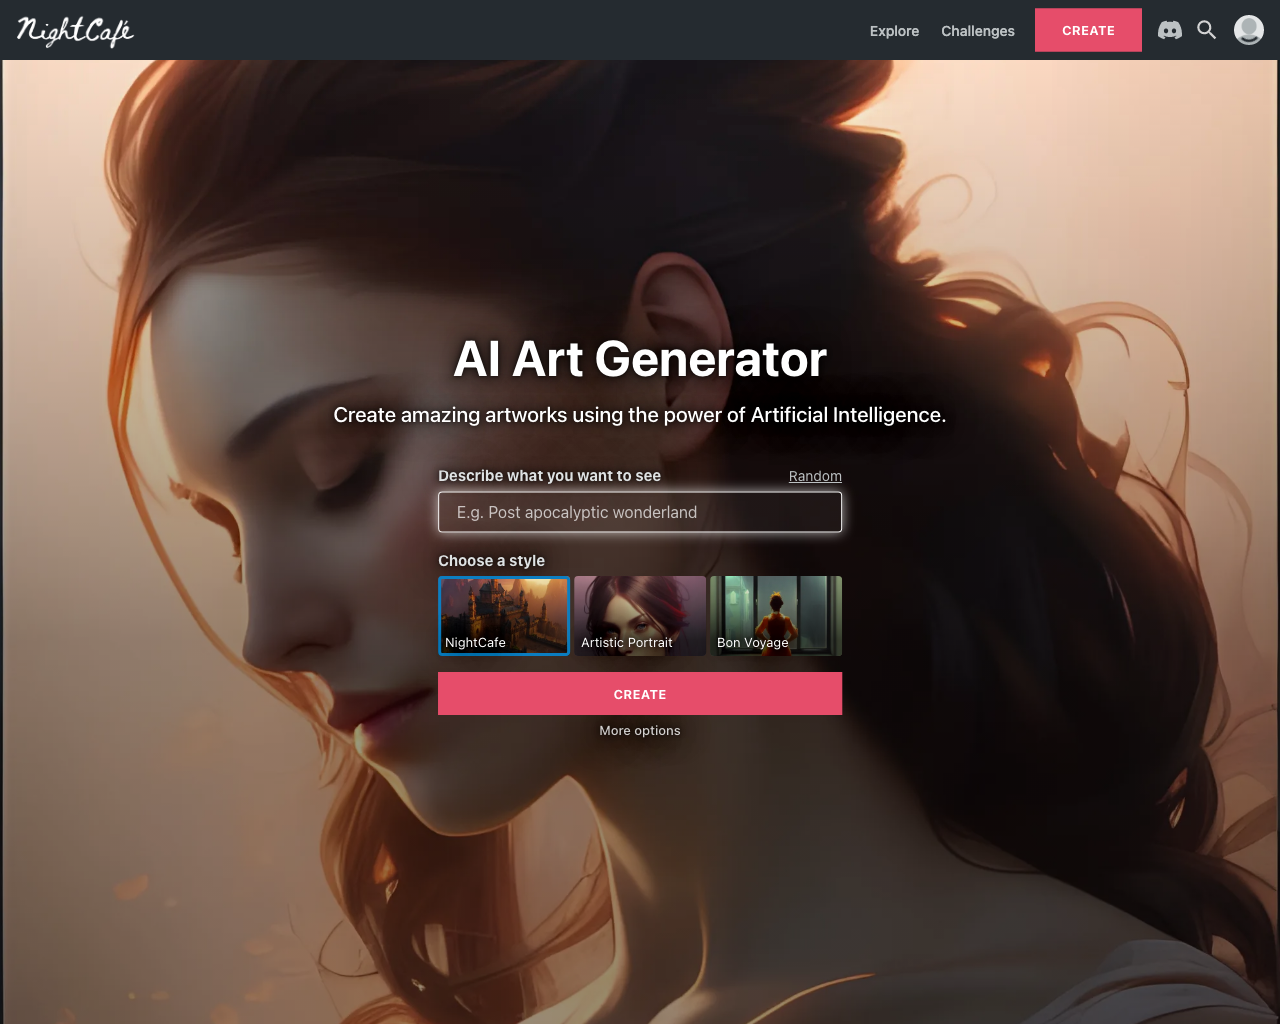 NightCafé
Explore
Challenges
CREATE
AI Art Generator
Create amazing artworks using the power of Artificial Intelligence.
Describe what you want to see
Random
E.g. Post apocalyptic wonderland
Choose a style
NightCafe
Artistic Portrait
Bon Voyage
CREATE
More options